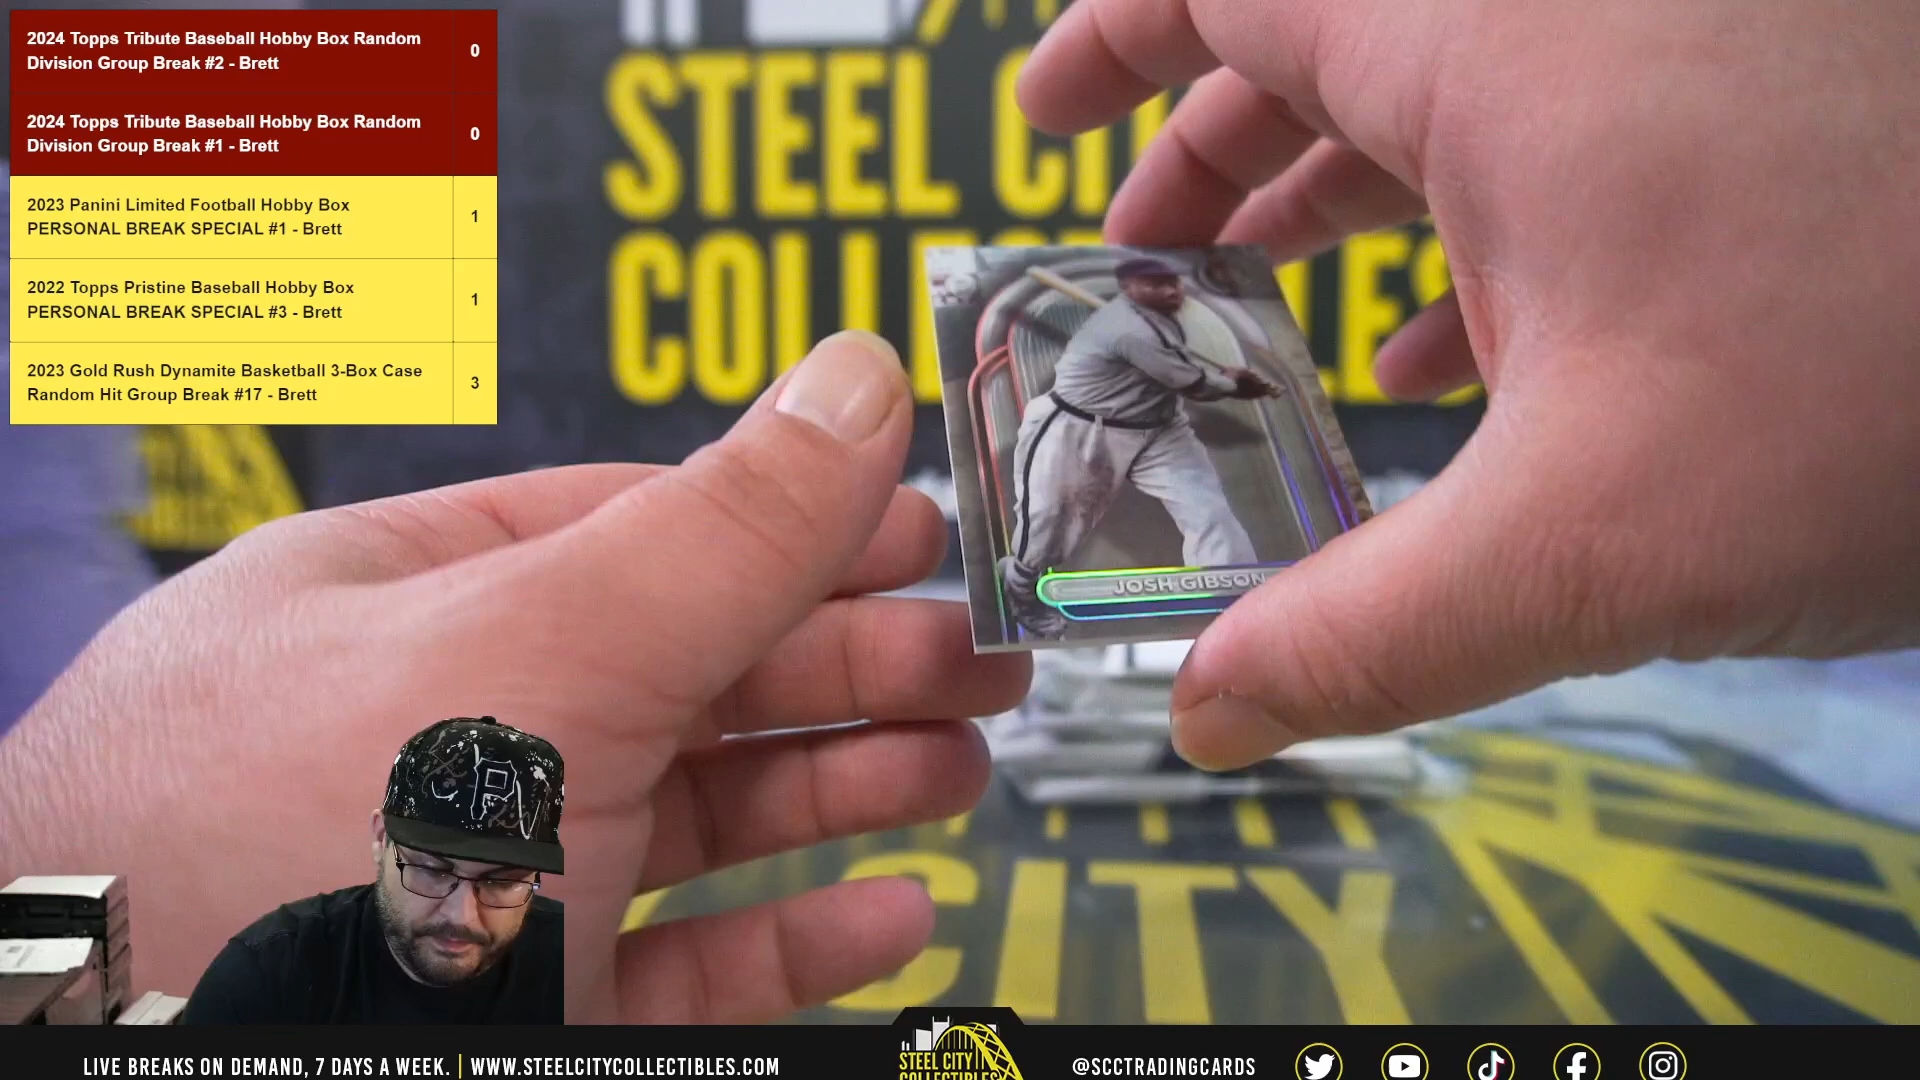 2024 Topps Tribute Baseball Hobby Box Random
Division Group Break #2 - Brett
0
2024 Topps Tribute Baseball Hobby Box Random
Division Group Break #1 - Brett
0
2023 Panini Limited Football Hobby Box
PERSONAL BREAK SPECIAL #1 - Brett
1
2022 Topps Pristine Baseball Hobby Box
PERSONAL BREAK SPECIAL #3 - Brett
1
2023 Gold Rush Dynamite Basketball 3-Box Case
Random Hit Group Break #17 - Brett
3
STEEL CI
COLL
LES
JOSH GIBSON
P
CITY
LIVE BREAKS ON DEMAND, 7 DAYS A WEEK. | WWW.STEELCITYCOLLECTIBLES.COM
STEEL CITY
COLLECTIBLES
@SCCTRADINGCARDS